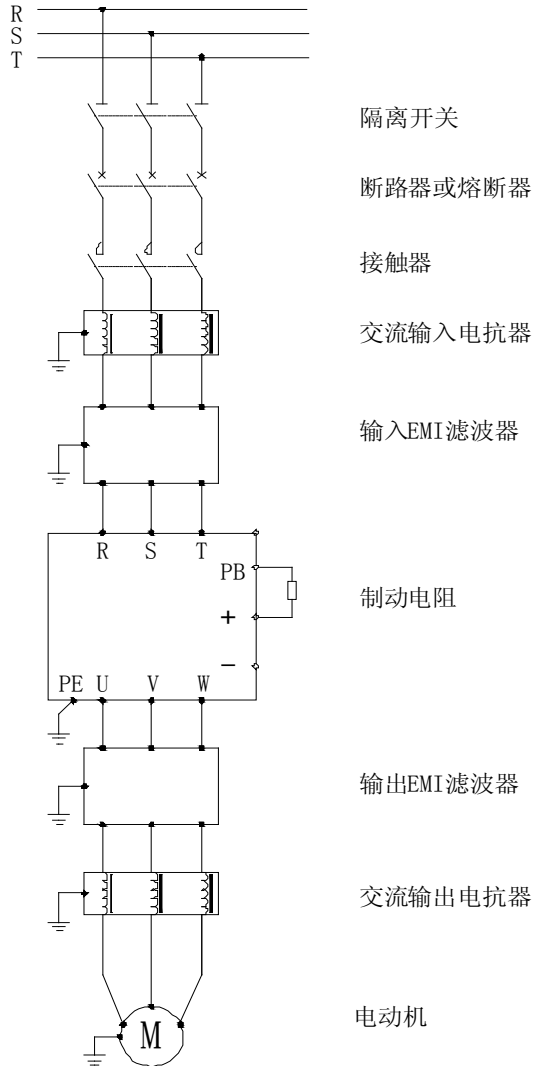 R
S
T
隔离开关
断路器或熔断器
接触器
交流输入电抗器
输入EMI滤波器
R S T
PB
制动电阻
+
−
PE U V W
输出EMI滤波器
交流输出电抗器
电动机
M